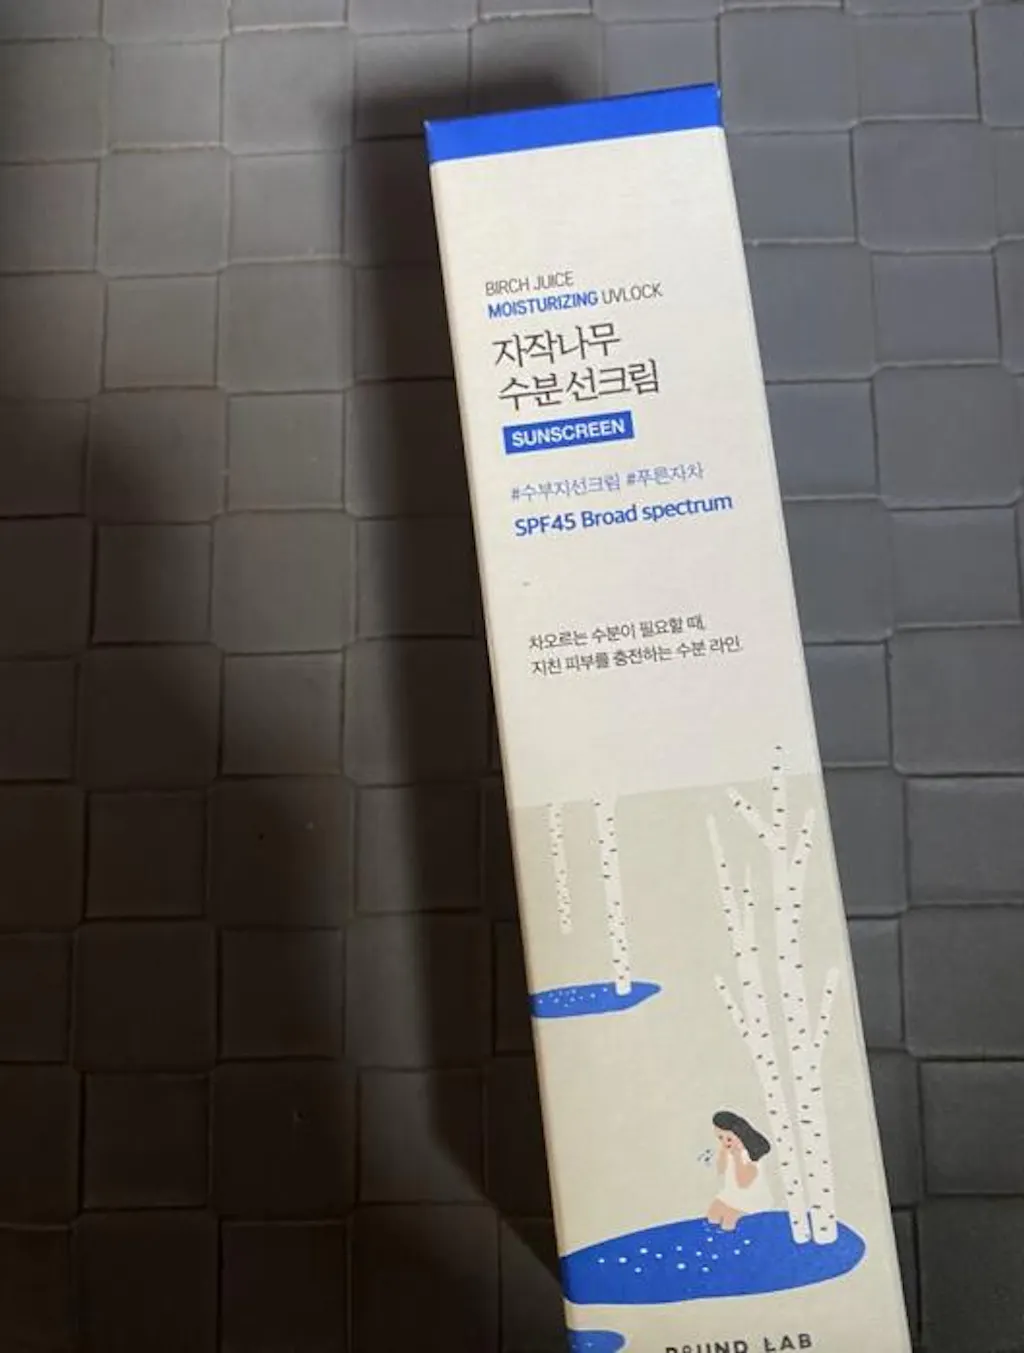 BIRCH JUICE
MOISTURIZING UVLOCK
자작나무
수분 선크림
SUNSCREEN
#수부지선크림 #푸른자차
SPF45 Broad spectrum
차오르는 수분이 필요할 때,
지친 피부를 충전하는 수분 라인.
ROUND LAB